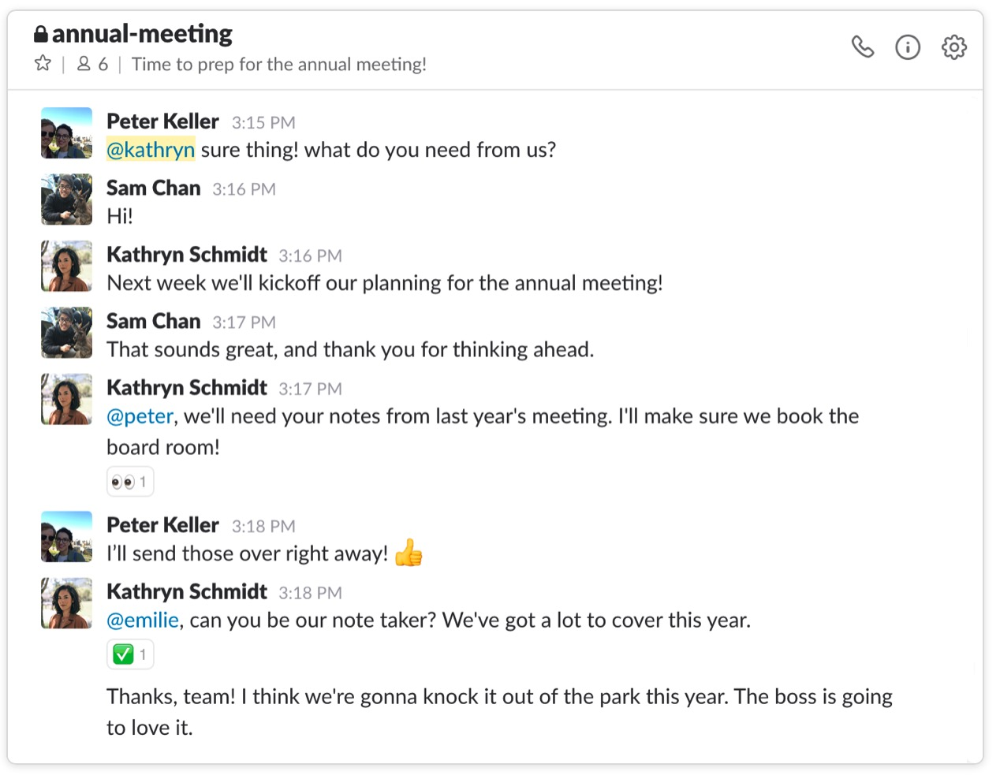 annual-meeting
6 | Time to prep for the annual meeting!
Peter Keller 3:15 PM
@kathryn sure thing! what do you need from us?
Sam Chan 3:16 PM
Hi!
Kathryn Schmidt 3:16 PM
Next week we'll kickoff our planning for the annual meeting!
Sam Chan 3:17 PM
That sounds great, and thank you for thinking ahead.
Kathryn Schmidt 3:17 PM
@peter, we'll need your notes from last year's meeting. I'll make sure we book the
board room!
👀 1
Peter Keller 3:18 PM
I’ll send those over right away! 👍
Kathryn Schmidt 3:18 PM
@emilie, can you be our note taker? We've got a lot to cover this year.
✅ 1
Thanks, team! I think we're gonna knock it out of the park this year. The boss is going
to love it.